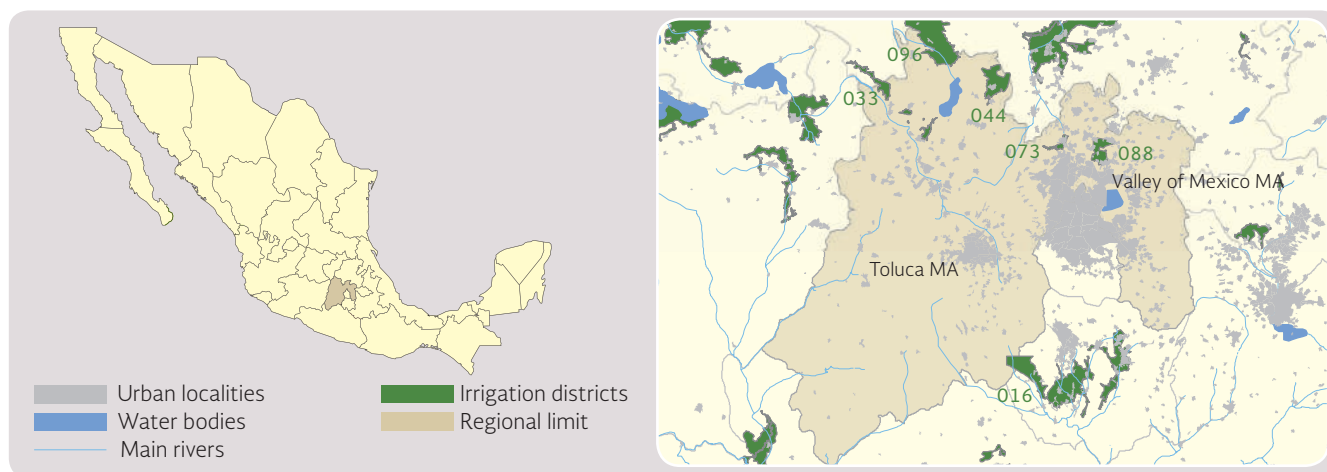 Urban localities
Water bodies
Main rivers
Irrigation districts
Regional limit
096
033
044
073
088
Valley of Mexico MA
Toluca MA
016